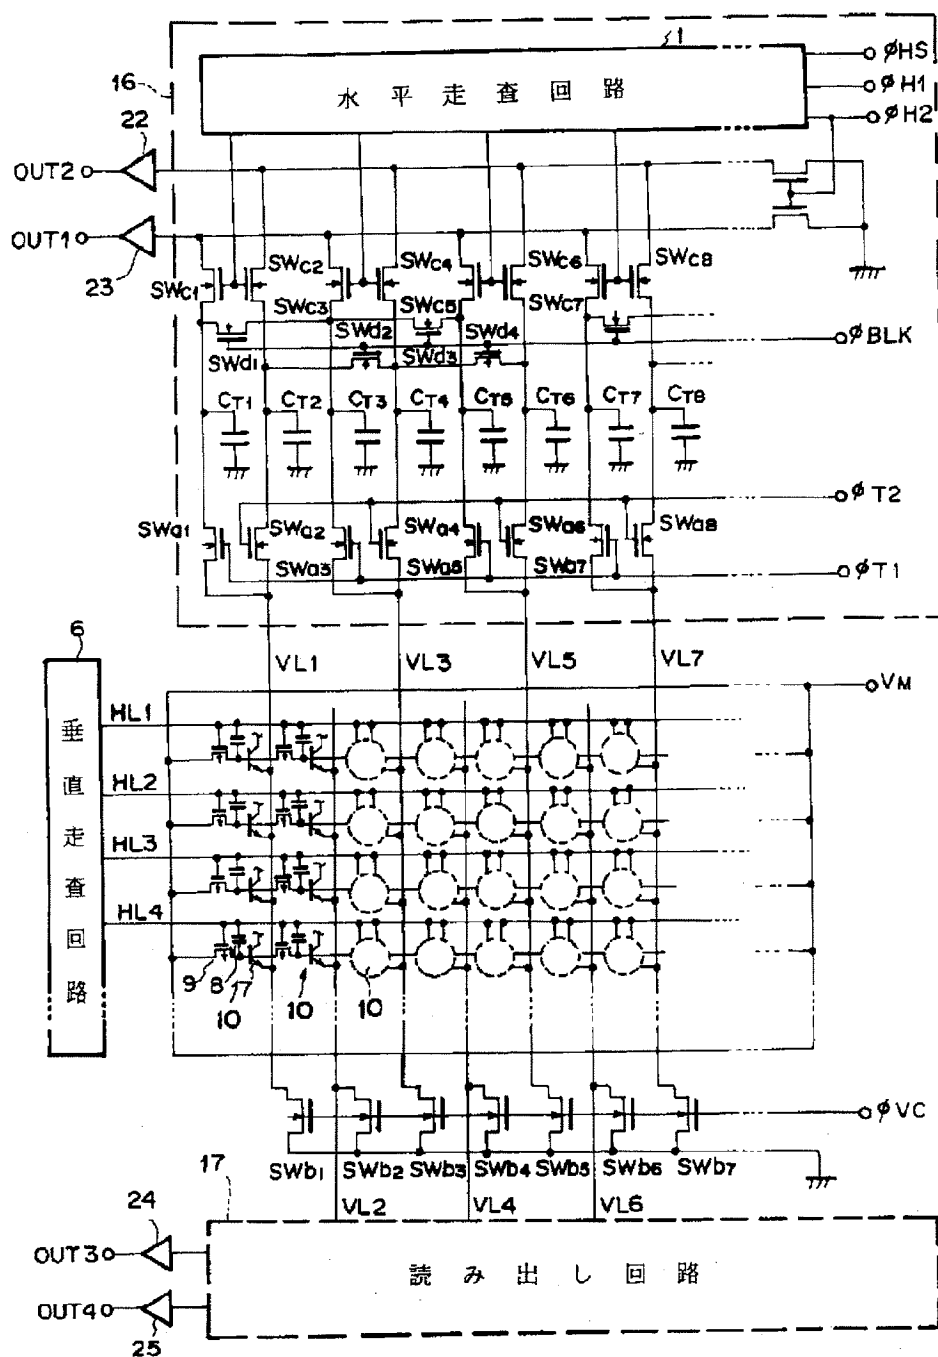 1
φHS
16
水平走査回路
φH1
φH2
22
OUT2
OUT1
23
SWC1
SWC2
SWC3
SWC4
SWC5
SWC6
SWC7
SWC8
SWd1
SWd2
SWd3
SWd4
φBLK
CT1
CT2
CT3
CT4
CT5
CT6
CT7
CT8
φT2
SWa1
SWa2
SWa3
SWa4
SWa5
SWa6
SWa7
SWa8
φT1
6
VL1
VL3
VL5
VL7
VM
垂直走査回路
HL1
HL2
HL3
HL4
9
8
17
10
10
10
φVC
SWb1
SWb2
SWb3
SWb4
SWb5
SWb6
SWb7
17
VL2
VL4
VL6
24
OUT3
読み出し回路
OUT4
25